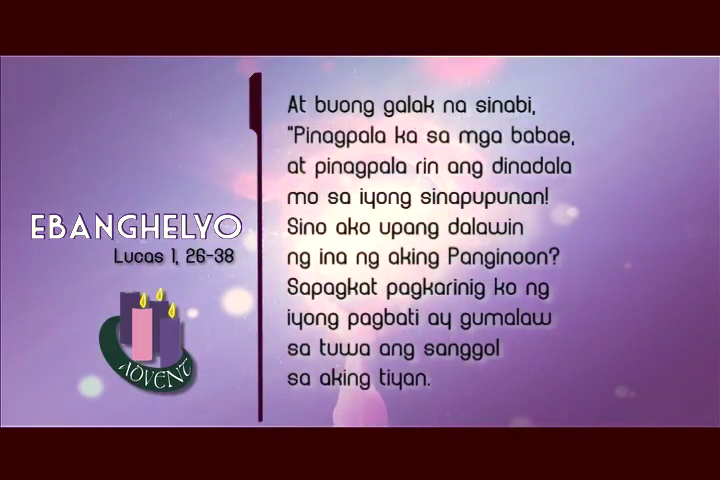 EBANGHELYO
Lucas 1, 26-38
ADVENT
At buong galak na sinabi,
"Pinagpala ka sa mga babae,
at pinagpala rin ang dinadala
mo sa iyong sinapupunan!
Sino ako upang dalawin
ng ina ng aking Panginoon?
Sapagkat pagkarinig ko ng
iyong pagbati ay gumalaw
sa tuwa ang sanggol
sa aking tiyan.